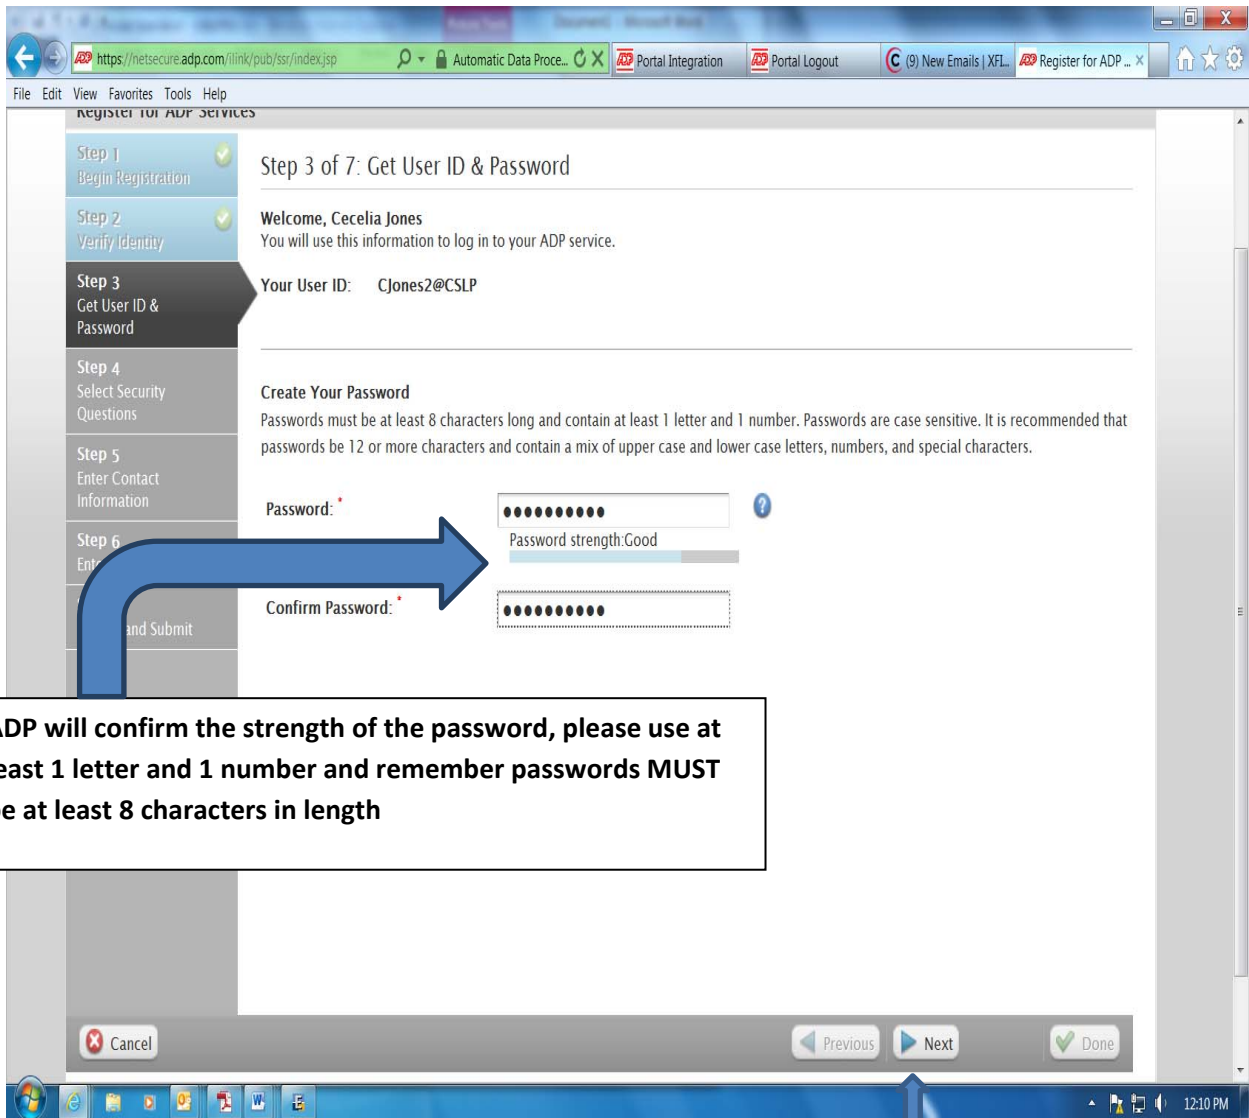 https://netsecure.adp.com/ilink/pub/ssr/index.jsp
Automatic Data Proce...
Portal Integration
Portal Logout
(9) New Emails | XFI...
Register for ADP ...
File Edit View Favorites Tools Help
Register for ADP Services
Step 1
Begin Registration
Step 2
Verify Identity
Step 3
Get User ID &
Password
Step 4
Select Security
Questions
Step 5
Enter Contact
Information
Step 6
and Submit
Step 3 of 7: Get User ID & Password
Welcome, Cecelia Jones
You will use this information to log in to your ADP service.
Your User ID: CJones2@CSLP
Create Your Password
Passwords must be at least 8 characters long and contain at least 1 letter and 1 number. Passwords are case sensitive. It is recommended that
passwords be 12 or more characters and contain a mix of upper case and lower case letters, numbers, and special characters.
Password: *
Password strength:Good
Confirm Password: *
ADP will confirm the strength of the password, please use at
least 1 letter and 1 number and remember passwords MUST
be at least 8 characters in length
Cancel
Previous
Next
Done
12:10 PM